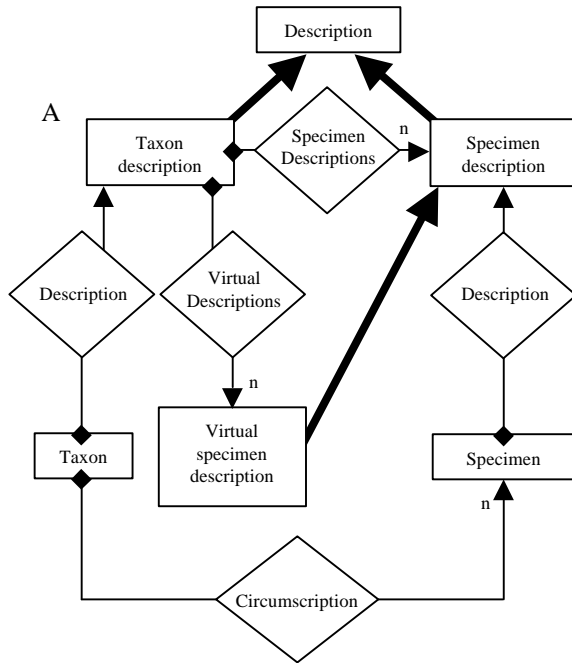 Description
A
Taxon
description
Specimen
Descriptions
n
Specimen
description
Description
Virtual
Descriptions
Description
n
Virtual
specimen
description
Taxon
Specimen
n
Circumscription